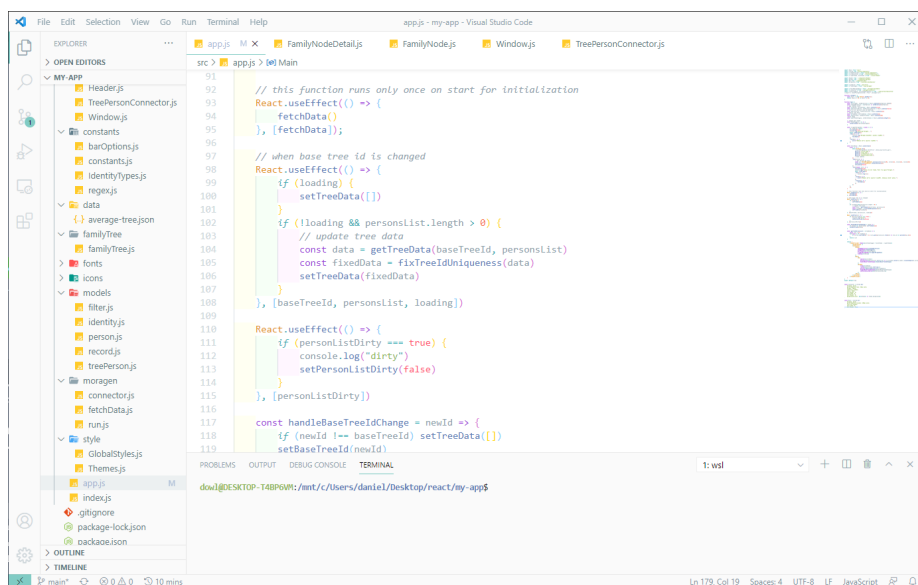 File Edit Selection View Go Run Terminal Help
app.js - my-app - Visual Studio Code
EXPLORER
OPEN EDITORS
MY-APP
Header.js
TreePersonConnector.js
Window.js
constants
barOptions.js
constants.js
IdentityTypes.js
regex.js
data
average-tree.json
familyTree
familyTree.js
fonts
icons
models
filter.js
identity.js
person.js
record.js
treePerson.js
moragen
connector.js
fetchData.js
run.js
style
GlobalStyles.js
Themes.js
app.js M
index.js
.gitignore
package-lock.json
package.json
OUTLINE
TIMELINE
app.js M FamilyNodeDetail.js FamilyNode.js Window.js TreePersonConnector.js
src > app.js > Main
91
92 // this function runs only once on start for initialization
93 React.useEffect(() => {
94 fetchData()
95 }, [fetchData]);
96
97 // when base tree id is changed
98 React.useEffect(() => {
99 if (loading) {
100 setTreeData([])
101 }
102 if (!loading && personsList.length > 0) {
103 // update tree data
104 const data = getTreeData(baseTreeId, personsList)
105 const fixedData = fixTreeIdUniqueness(data)
106 setTreeData(fixedData)
107 }
108 }, [baseTreeId, personsList, loading])
109
110 React.useEffect(() => {
111 if (personListDirty === true) {
112 console.log("dirty")
113 setPersonListDirty(false)
114 }
115 }, [personListDirty])
116
117 const handleBaseTreeIdChange = newId => {
118 if (newId !== baseTreeId) setTreeData([])
119 setBaseTreeId(newId)
PROBLEMS OUTPUT DEBUG CONSOLE TERMINAL
1: wsl
dowl@DESKTOP-T4BP6VM:/mnt/c/Users/daniel/Desktop/react/my-app$
main* 0 0 10 mins
Ln 179, Col 19 Spaces: 4 UTF-8 LF JavaScript